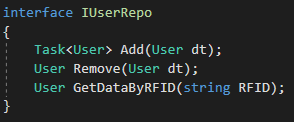 interface IUserRepo
{
Task<User> Add(User dt);
User Remove(User dt);
User GetDataByRFID(string RFID);
}